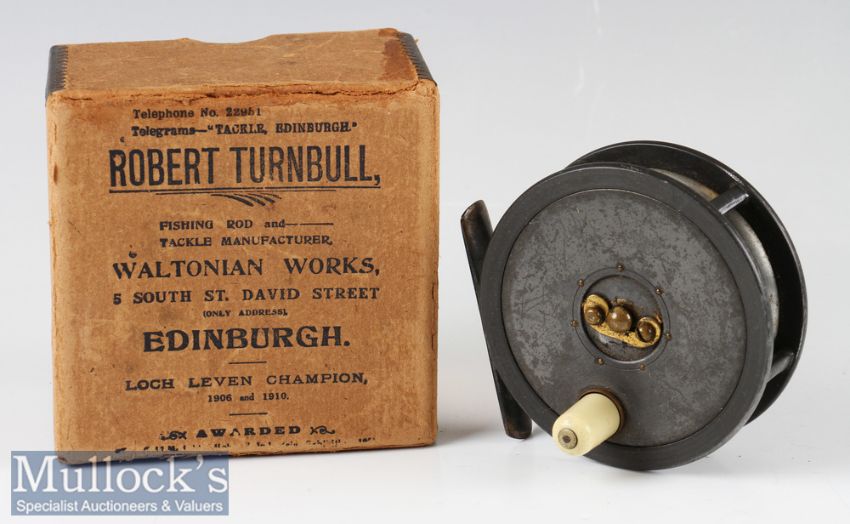 Telephone No. 22951
Telegrams—"TACKLE, EDINBURGH."
ROBERT TURNBULL,
FISHING ROD and
TACKLE MANUFACTURER,
WALTONIAN WORKS,
5 SOUTH ST. DAVID STREET
(ONLY ADDRESS),
EDINBURGH.
LOCH LEVEN CHAMPION,
1906 and 1910.
AWARDED
Mullock's
Specialist Auctioneers & Valuers